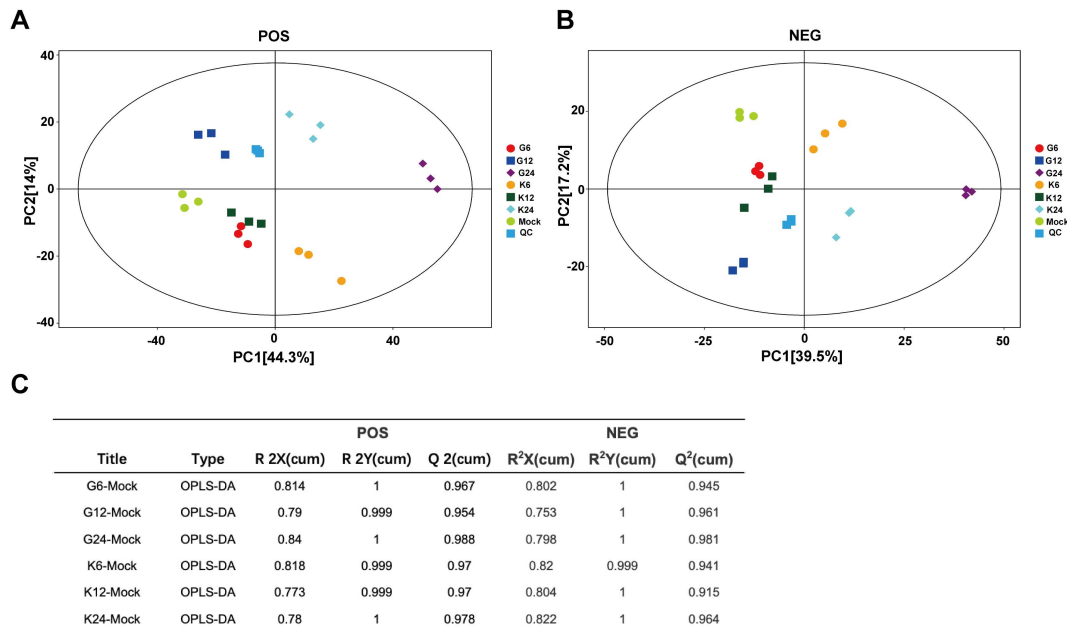 A
POS
40
20
0
-20
-40
-40
0
40
PC2[14%]
PC1[44.3%]
G6
G12
G24
K6
K12
K24
Mock
QC
B
NEG
20
0
-20
-50
-25
0
25
50
PC2[17.2%]
PC1[39.5%]
G6
G12
G24
K6
K12
K24
Mock
QC
C
POS NEG
Title Type R 2X(cum) R 2Y(cum) Q 2(cum) R²X(cum) R²Y(cum) Q²(cum)
G6-Mock OPLS-DA 0.814 1 0.967 0.802 1 0.945
G12-Mock OPLS-DA 0.79 0.999 0.954 0.753 1 0.961
G24-Mock OPLS-DA 0.84 1 0.988 0.798 1 0.981
K6-Mock OPLS-DA 0.818 0.999 0.97 0.82 0.999 0.941
K12-Mock OPLS-DA 0.773 0.999 0.97 0.804 1 0.915
K24-Mock OPLS-DA 0.78 1 0.978 0.822 1 0.964